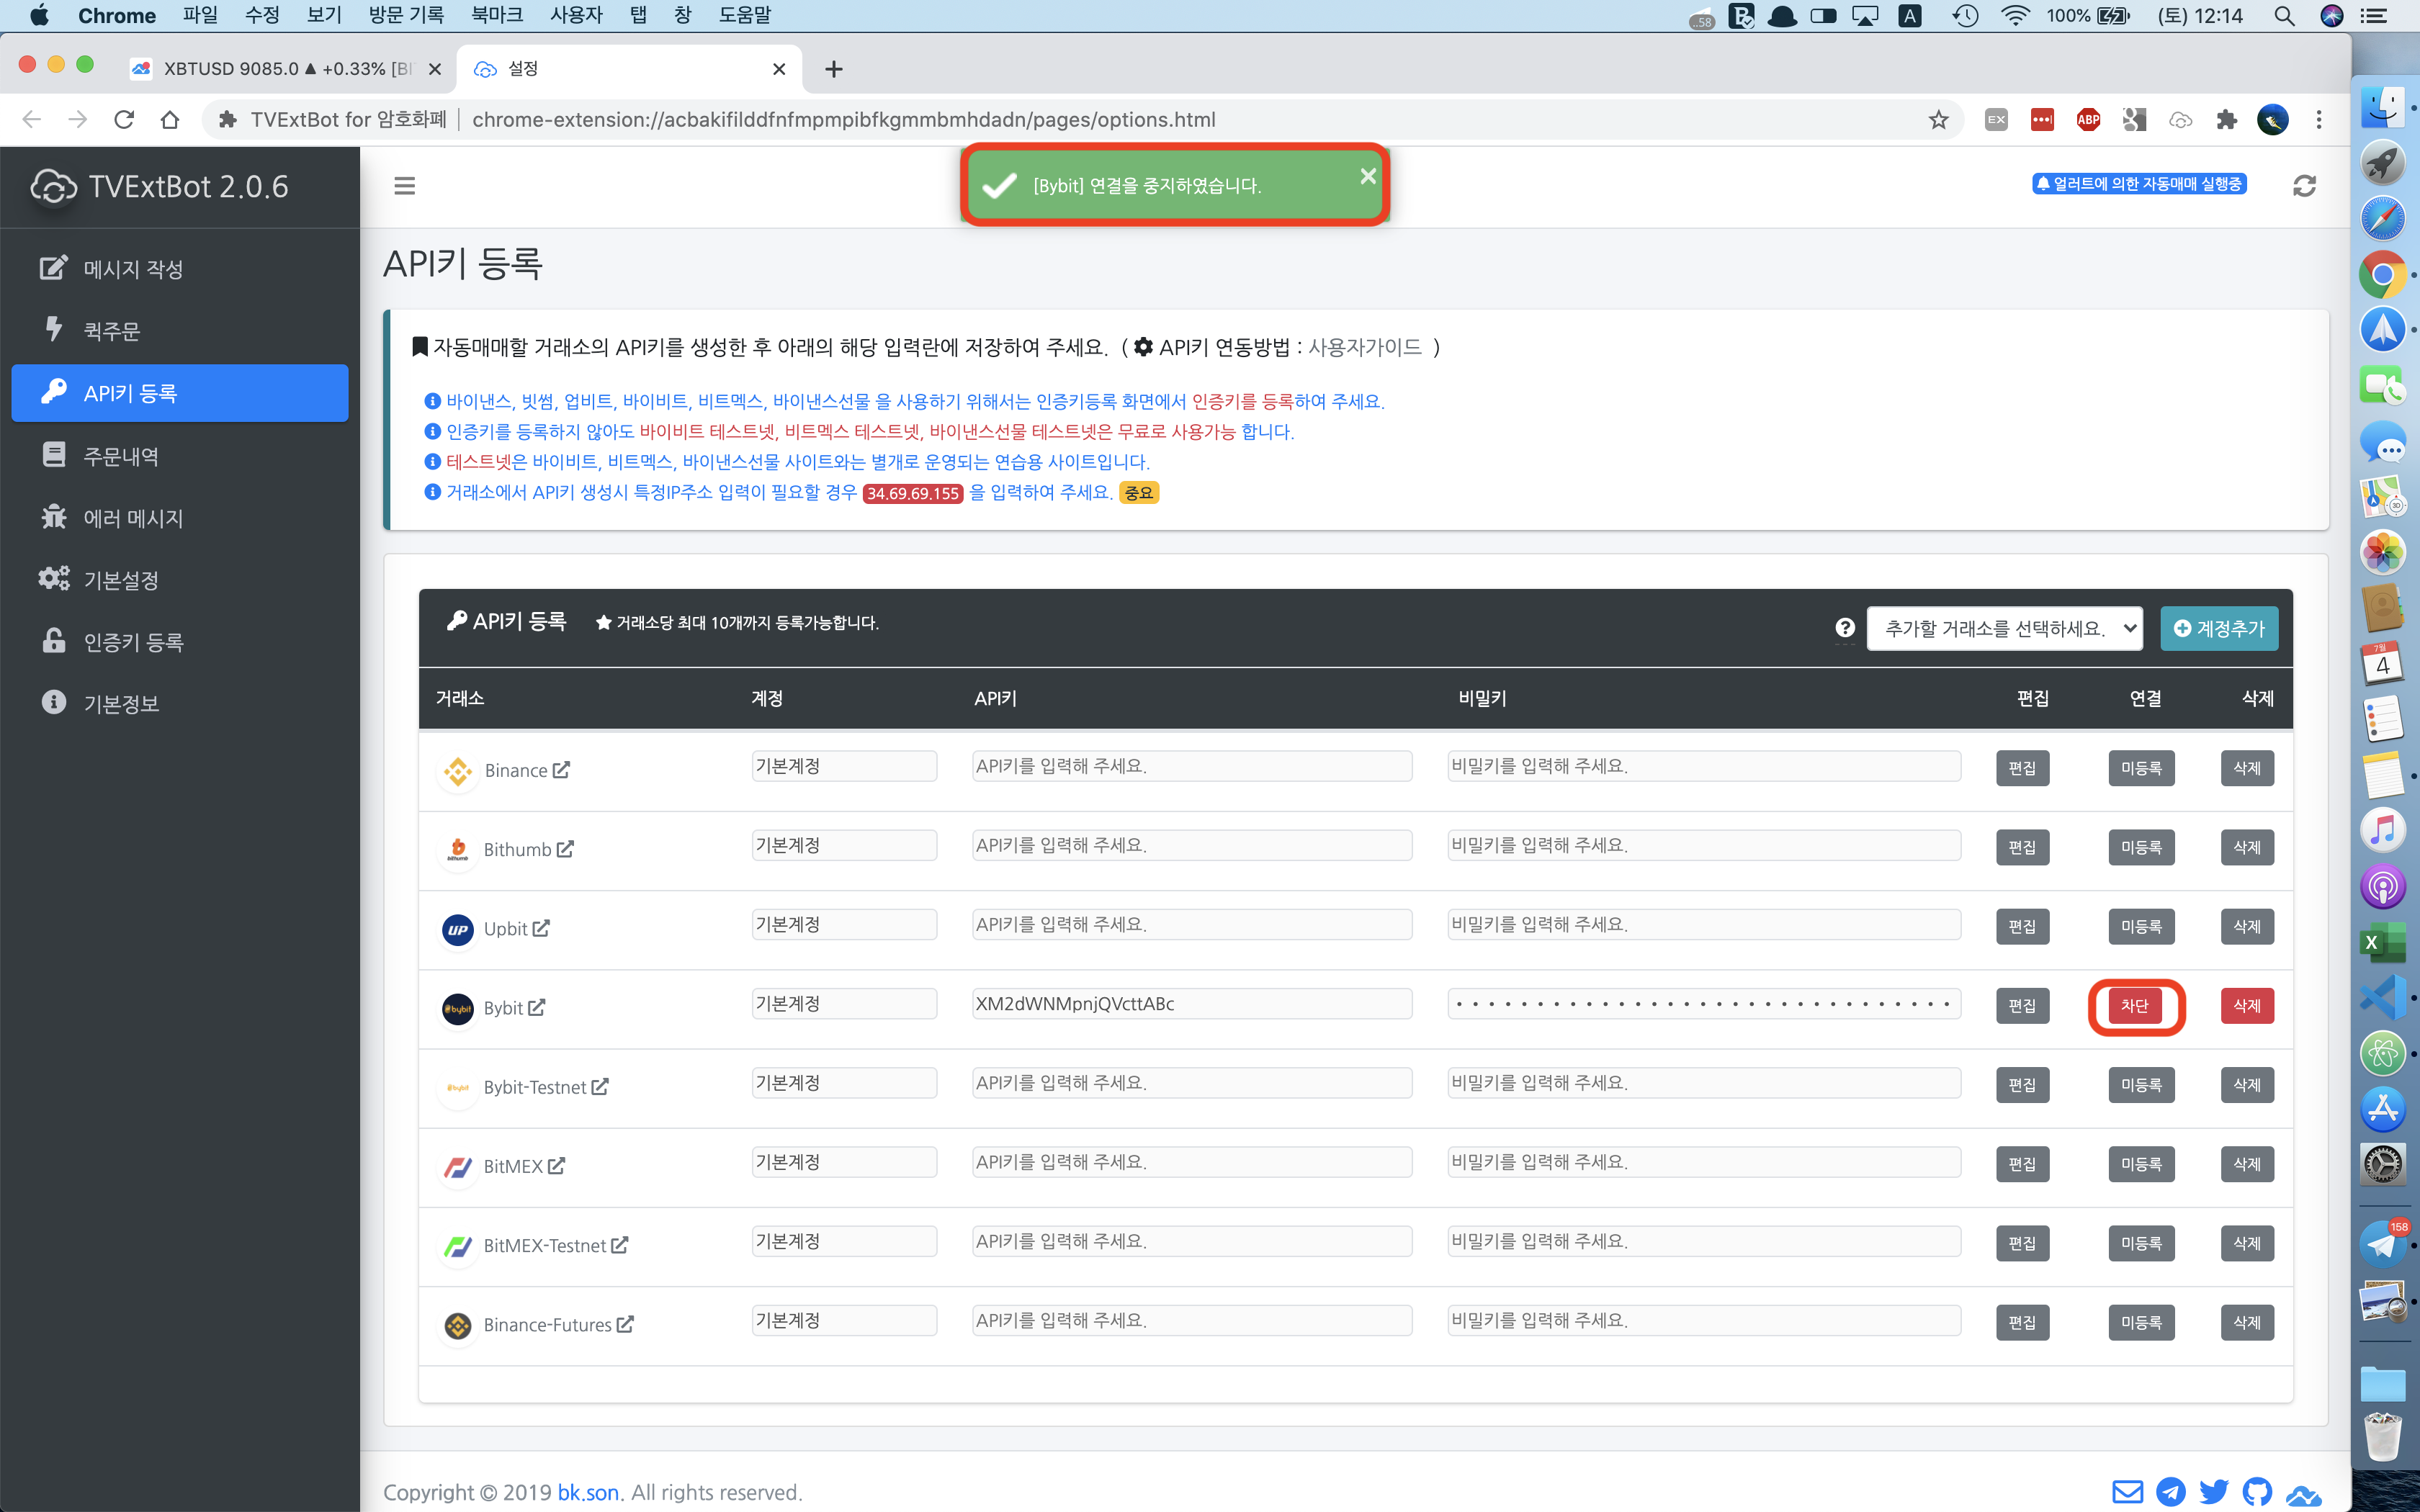 Chrome 파일 수정 보기 방문 기록 북마크 사용자 탭 창 도움말 .58 A 100% (토) 12:14
XBTUSD 9085.0 ▲ +0.33% [BI 설정
TVExtBot for 암호화폐 chrome-extension://acbakifilddfnfmpmpibfkgmmbmhdadn/pages/options.html EX ABP
TVExtBot 2.0.6
[Bybit] 연결을 중지하였습니다.
얼러트에 의한 자동매매 실행중
메시지 작성
퀵주문
API키 등록
주문내역
에러 메시지
기본설정
인증키 등록
기본정보
API키 등록
자동매매할 거래소의 API키를 생성한 후 아래의 해당 입력란에 저장하여 주세요. ( API키 연동방법 : 사용자가이드 )
바이낸스, 빗썸, 업비트, 바이비트, 비트멕스, 바이낸스선물 을 사용하기 위해서는 인증키등록 화면에서 인증키를 등록하여 주세요.
인증키를 등록하지 않아도 바이비트 테스트넷, 비트멕스 테스트넷, 바이낸스선물 테스트넷은 무료로 사용가능 합니다.
테스트넷은 바이비트, 비트멕스, 바이낸스선물 사이트와는 별개로 운영되는 연습용 사이트입니다.
거래소에서 API키 생성시 특정IP주소 입력이 필요할 경우 34.69.69.155 을 입력하여 주세요. 중요
API키 등록 ★ 거래소당 최대 10개까지 등록가능합니다. 추가할 거래소를 선택하세요. 계정추가
거래소 계정 API키 비밀키 편집 연결 삭제
Binance 기본계정 API키를 입력해 주세요. 비밀키를 입력해 주세요. 편집 미등록 삭제
bithumb Bithumb 기본계정 API키를 입력해 주세요. 비밀키를 입력해 주세요. 편집 미등록 삭제
UP Upbit 기본계정 API키를 입력해 주세요. 비밀키를 입력해 주세요. 편집 미등록 삭제
bybit Bybit 기본계정 XM2dWNMpnjQVcttABc 편집 차단 삭제
bybit Bybit-Testnet 기본계정 API키를 입력해 주세요. 비밀키를 입력해 주세요. 편집 미등록 삭제
BitMEX 기본계정 API키를 입력해 주세요. 비밀키를 입력해 주세요. 편집 미등록 삭제
BitMEX-Testnet 기본계정 API키를 입력해 주세요. 비밀키를 입력해 주세요. 편집 미등록 삭제
Binance-Futures 기본계정 API키를 입력해 주세요. 비밀키를 입력해 주세요. 편집 미등록 삭제
Copyright © 2019 bk.son. All rights reserved.
3D
7월
4
X
158